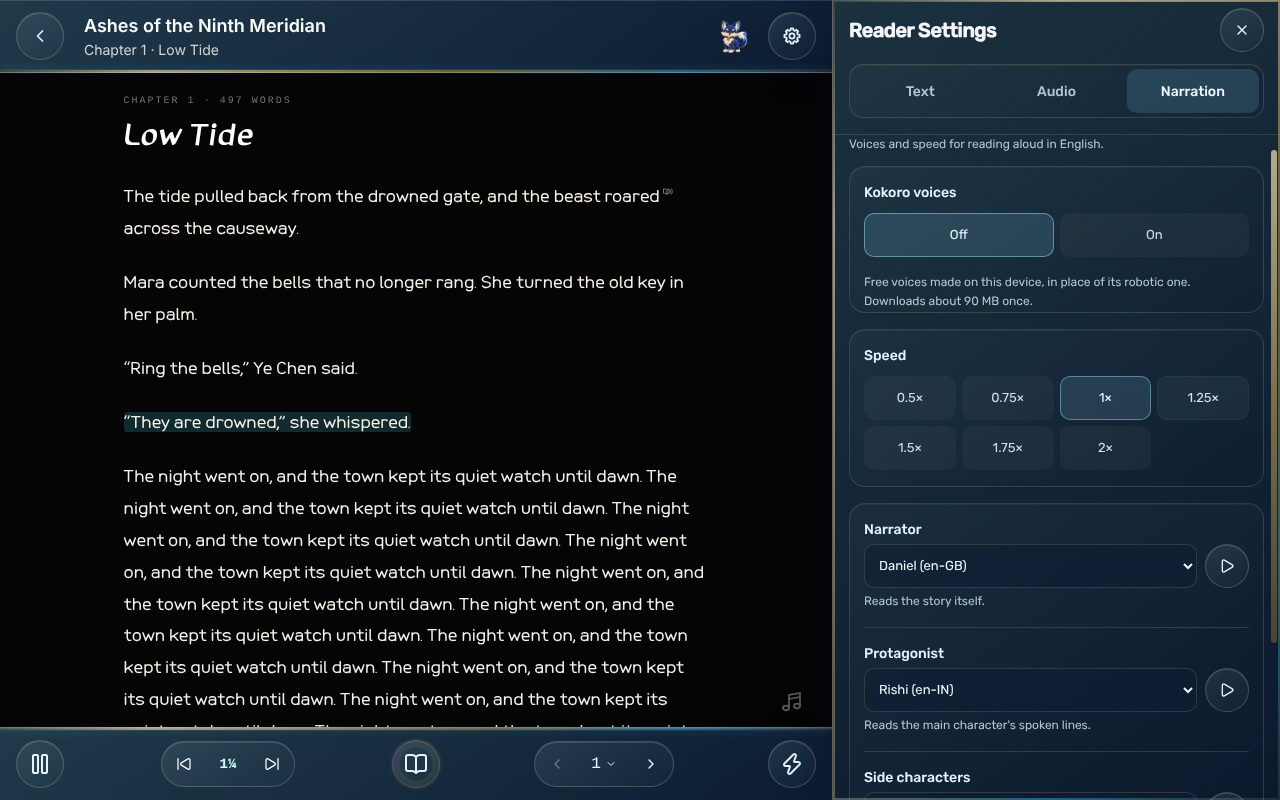 Ashes of the Ninth Meridian
Chapter 1 · Low Tide
CHAPTER 1 · 497 WORDS
Low Tide
The tide pulled back from the drowned gate, and the beast roared
across the causeway.
Mara counted the bells that no longer rang. She turned the old key in
her palm.
“Ring the bells,” Ye Chen said.
“They are drowned,” she whispered.
The night went on, and the town kept its quiet watch until dawn. The
night went on, and the town kept its quiet watch until dawn. The night
went on, and the town kept its quiet watch until dawn. The night went
on, and the town kept its quiet watch until dawn. The night went on, and
the town kept its quiet watch until dawn. The night went on, and the
town kept its quiet watch until dawn. The night went on, and the town
kept its quiet watch until dawn. The night went on, and the town kept
its quiet watch until dawn. The night went on, and the town kept its
1¼
1
Reader Settings
Text
Audio
Narration
Voices and speed for reading aloud in English.
Kokoro voices
Off
On
Free voices made on this device, in place of its robotic one.
Downloads about 90 MB once.
Speed
0.5×
0.75×
1×
1.25×
1.5×
1.75×
2×
Narrator
Daniel (en-GB)
Reads the story itself.
Protagonist
Rishi (en-IN)
Reads the main character’s spoken lines.
Side characters